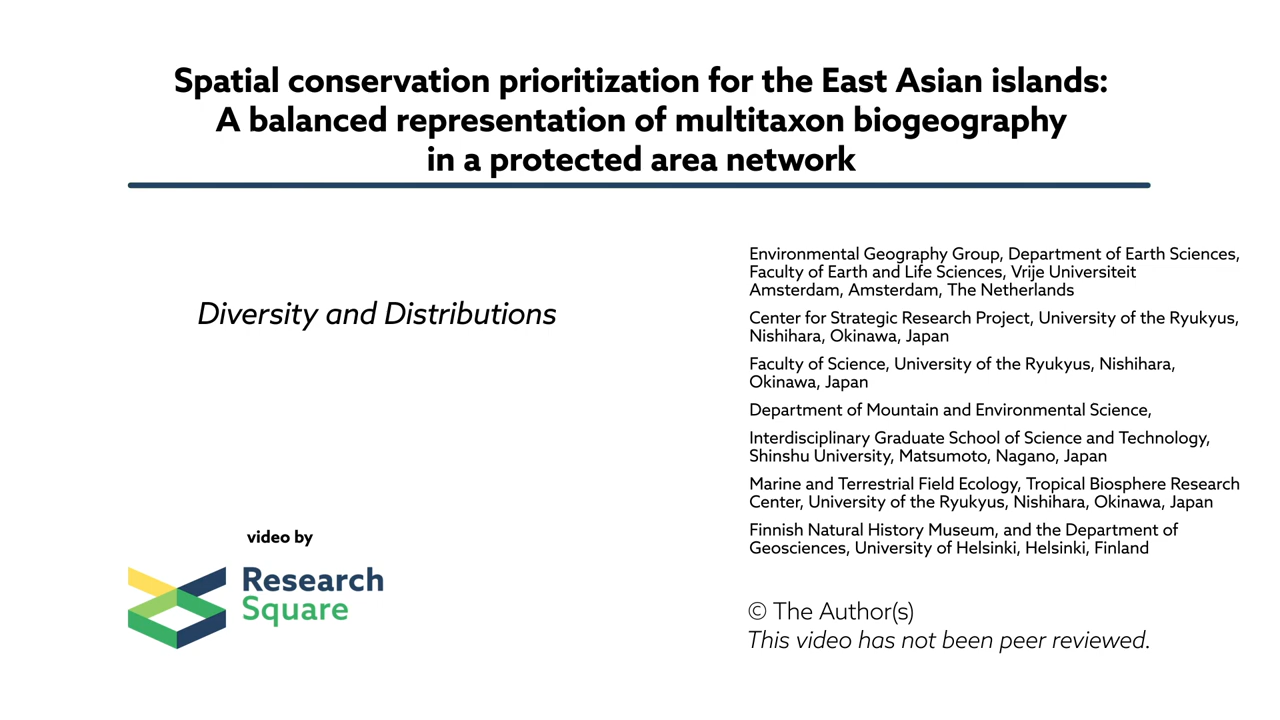 Spatial conservation prioritization for the East Asian islands:
A balanced representation of multitaxon biogeography
in a protected area network
Diversity and Distributions
Environmental Geography Group, Department of Earth Sciences,
Faculty of Earth and Life Sciences, Vrije Universiteit
Amsterdam, Amsterdam, The Netherlands
Center for Strategic Research Project, University of the Ryukyus,
Nishihara, Okinawa, Japan
Faculty of Science, University of the Ryukyus, Nishihara,
Okinawa, Japan
Department of Mountain and Environmental Science,
Interdisciplinary Graduate School of Science and Technology,
Shinshu University, Matsumoto, Nagano, Japan
Marine and Terrestrial Field Ecology, Tropical Biosphere Research
Center, University of the Ryukyus, Nishihara, Okinawa, Japan
Finnish Natural History Museum, and the Department of
Geosciences, University of Helsinki, Helsinki, Finland
video by
Research
Square
© The Author(s)
This video has not been peer reviewed.